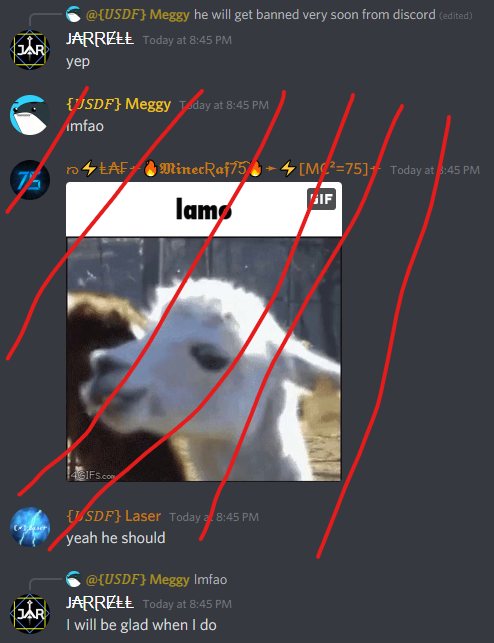 @{USDF} Meggy he will get banned very soon from discord (edited)
JARRELL Today at 8:45 PM
yep
{USDF} Meggy Today at 8:45 PM
lmfao
[MC²=75] Today at 8:45 PM
GIF
lamo
4GIFs.com
{USDF} Laser Today at 8:45 PM
yeah he should
@{USDF} Meggy lmfao
JARRELL Today at 8:45 PM
I will be glad when I do